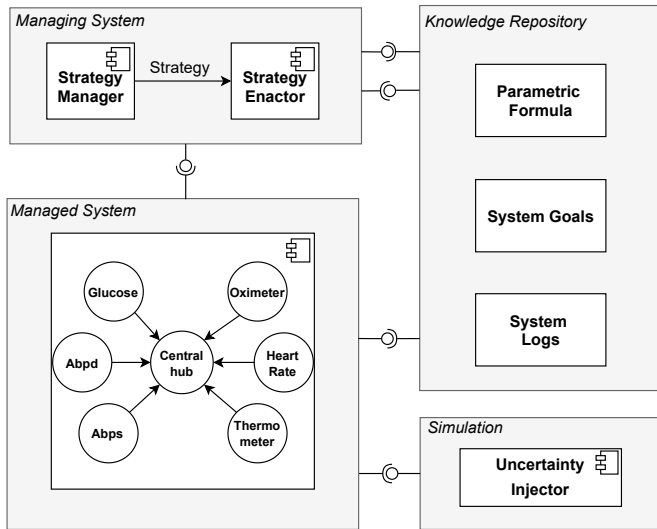 Managing System
Strategy
Manager
Strategy
Strategy
Enactor
Knowledge Repository
Parametric
Formula
System Goals
System
Logs
Managed System
Glucose
Oximeter
Abpd
Central
hub
Heart
Rate
Abps
Thermo
meter
Simulation
Uncertainty
Injector